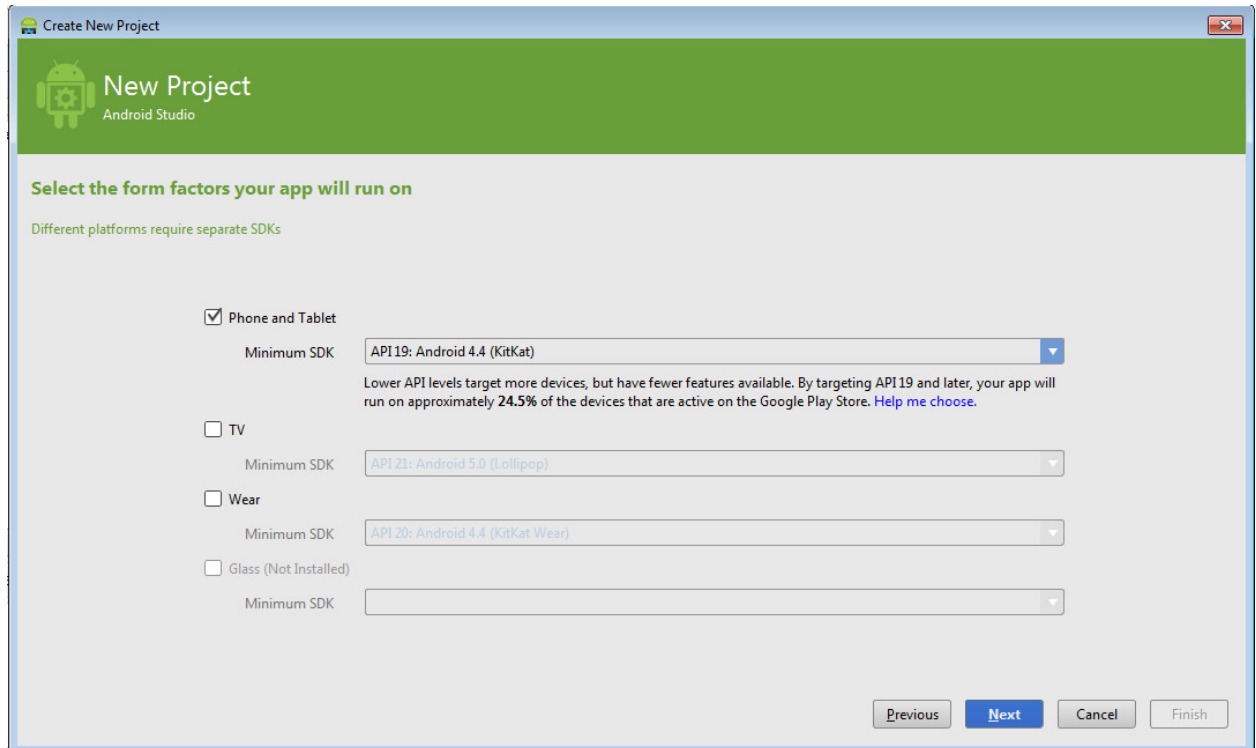 Create New Project
New Project
Android Studio
Select the form factors your app will run on
Different platforms require separate SDKs
Phone and Tablet
Minimum SDK API 19: Android 4.4 (KitKat)
Lower API levels target more devices, but have fewer features available. By targeting API 19 and later, your app will
run on approximately 24.5% of the devices that are active on the Google Play Store. Help me choose.
TV
Minimum SDK API 21: Android 5.0 (Lollipop)
Wear
Minimum SDK API 20: Android 4.4 (KitKat Wear)
Glass (Not Installed)
Minimum SDK
Previous Next Cancel Finish